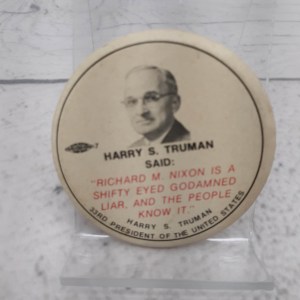 HARRY S. TRUMAN
SAID:
"RICHARD M. NIXON IS A
SHIFTY EYED GODAMNED
LIAR, AND THE PEOPLE
KNOW IT."
HARRY S. TRUMAN
33RD PRESIDENT OF THE UNITED STATES